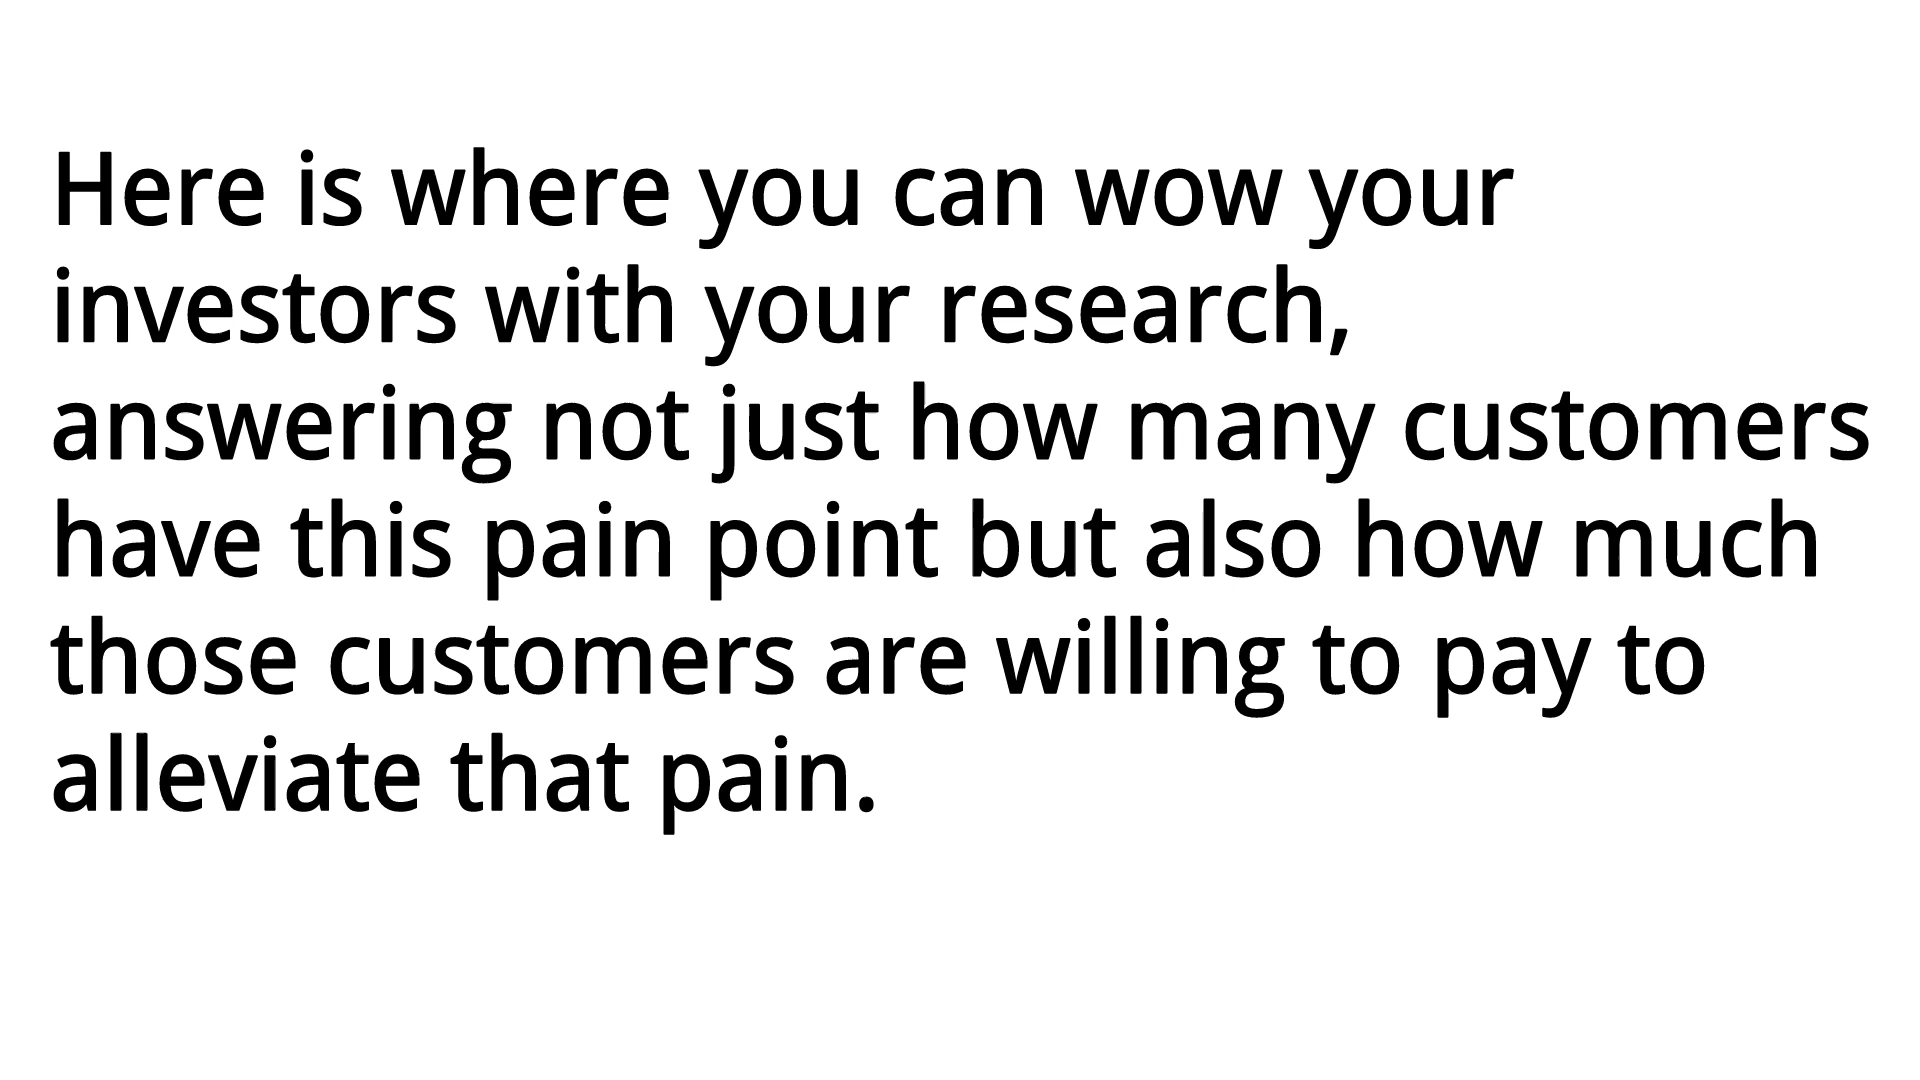 Here is where you can wow your
investors with your research,
answering not just how many customers
have this pain point but also how much
those customers are willing to pay to
alleviate that pain.